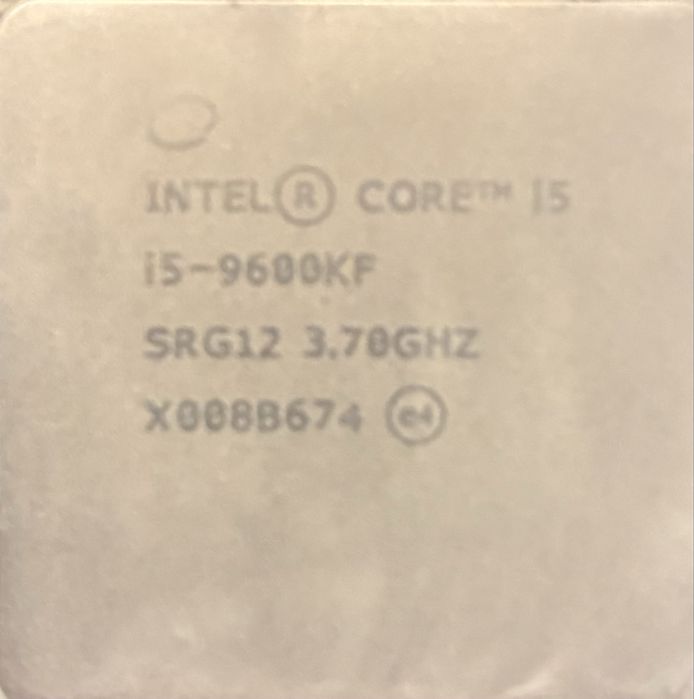 INTEL® CORE™ i5
i5-9600KF
SRG12 3.70GHZ
X008B674 e4